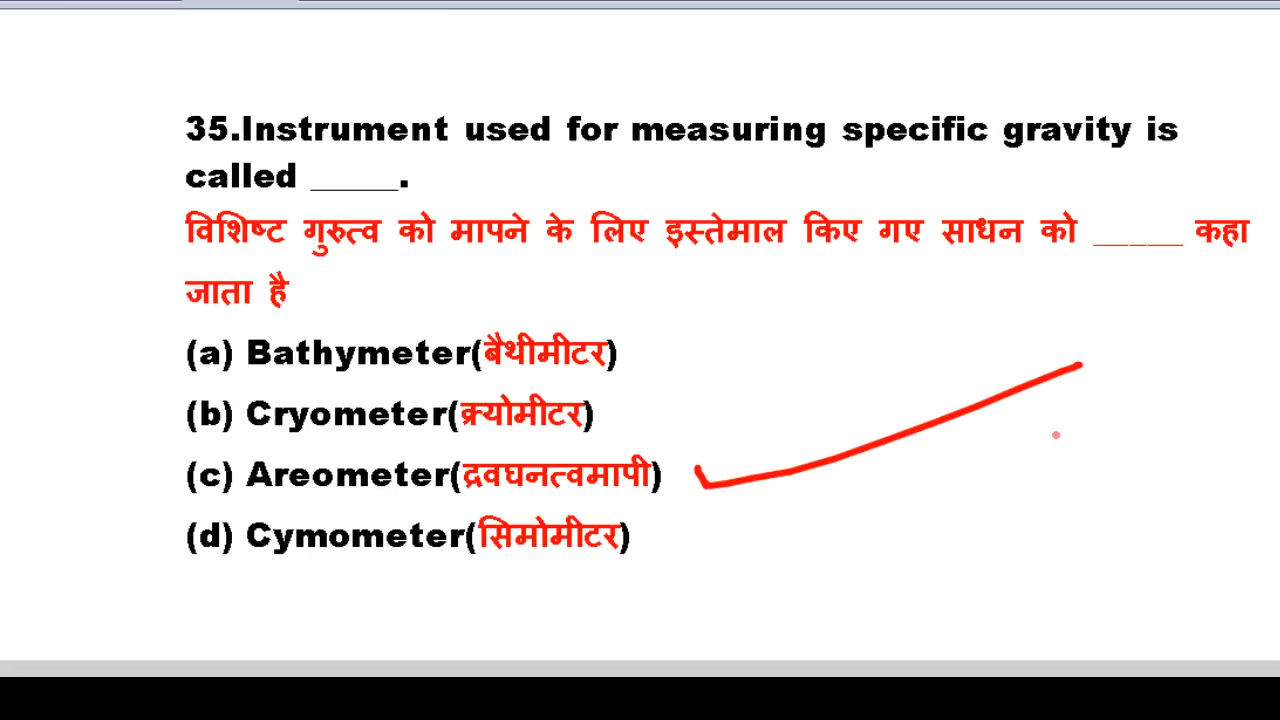 35.Instrument used for measuring specific gravity is
called _____.
विशिष्ट गुरुत्व को मापने के लिए इस्तेमाल किए गए साधन को _____ कहा
जाता है
(a) Bathymeter(बैथीमीटर)
(b) Cryometer(क्र्योमीटर)
(c) Areometer(द्रवघनत्वमापी)
(d) Cymometer(सिमोमीटर)